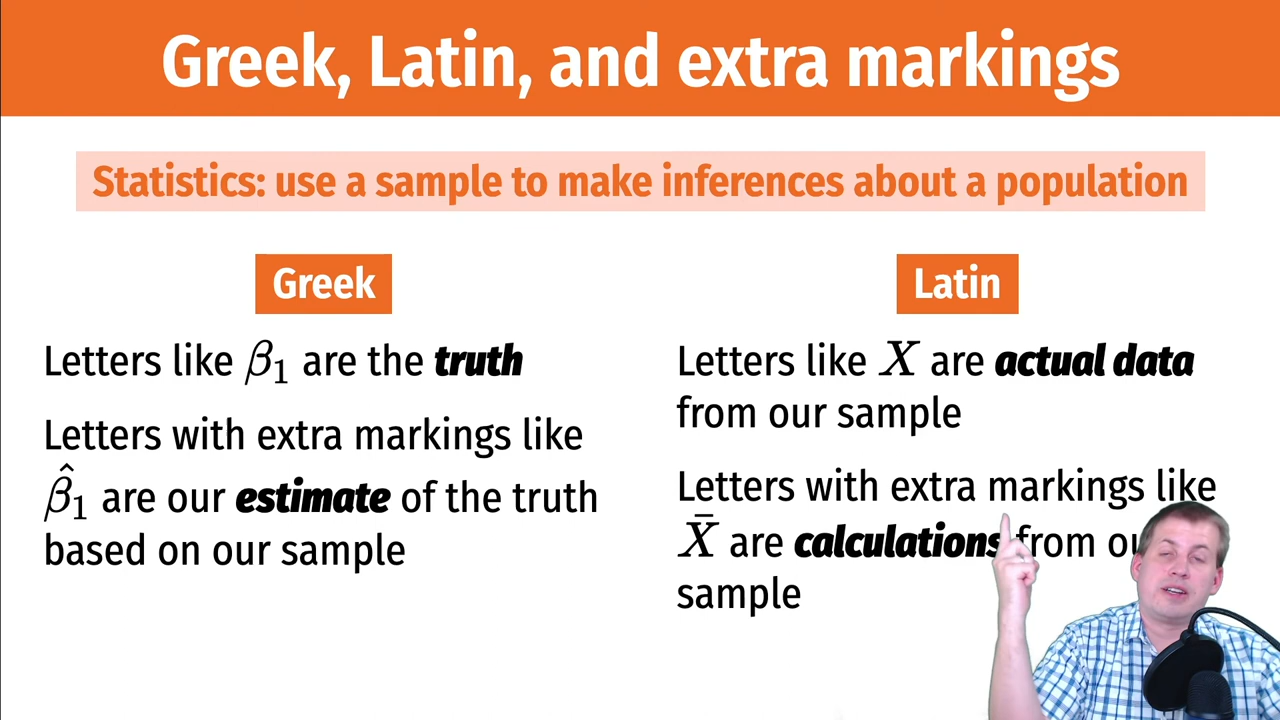 Greek, Latin, and extra markings
Statistics: use a sample to make inferences about a population
Greek
Letters like β₁ are the truth
Letters with extra markings like
β̂₁ are our estimate of the truth
based on our sample
Latin
Letters like X are actual data
from our sample
Letters with extra markings like
X̄ are calculations from
sample